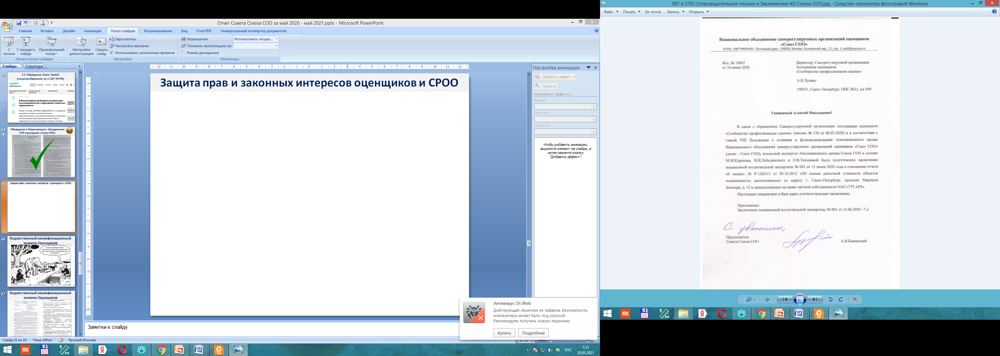 Отчет Совета Союза СОО за май 2020 - май 2021.pptx - Microsoft PowerPoint
Главная Вставка Дизайн Анимация Показ слайдов Рецензирование Вид Foxit PDF Универсальный конвертер документов
С начала
С текущего слайда
Произвольный показ
Начать показ слайдов
Настройка демонстрации
Скрыть слайд
Звукозапись
Настройка времени
Использовать записанные времена
Настройка
Разрешение: Использовать текуще...
Показать презентацию на:
Режим докладчика
Мониторы
Слайды Структура
23
2.3. Обращение Ольги Туевой
(попытка обвинения по ст.307 УК РФ)
В Москве впервые возбуждено уголовное дело
из-за мошенничества с кадастровой стоимостью
недвижимости
24
Обращение в Национальное объединение
СРО оценщиков «Союз СОО»
25
Защита прав и законных интересов оценщиков и СРОО
26
Ведомственный квалификационный
экзамен Оценщиков
27
Ведомственный квалификационный
экзамен Оценщиков
Защита прав и законных интересов оценщиков и СРОО
Настройка анимации
Добавить эффект
Удалить
Изменение эффекта
Начало:
Свойство:
Скорость:
Чтобы добавить анимацию,
выделите элемент на слайде, а
затем нажмите кнопку
"Добавить эффект".
Заметки к слайду
Антивирус Dr.Web
Действующая лицензия не найдена. Безопасность
компьютера может быть под угрозой.
Рекомендуем получить новую лицензию.
Купить Подробнее
Слайд 25 из 33 "Тема Office" Русский (Россия)
РУС
1:11
20.05.2021
007 в СПО Сопроводительное письмо к Заключению АО Союза СОО.jpg - Средство просмотра фотографий Windows
Файл Печать Эл. почта Запись Открыть
Национальное объединение саморегулируемых организаций оценщиков
«Союз СОО»
ОГРН: 1087799029493. Почтовый адрес: 109028, Москва, Хохловский пер., 13, стр. 1; mail@souzsoo.ru
Исх. № 10007
от 16 июня 2020
Директору Саморегулируемой организации
Ассоциации оценщиков
«Сообщество профессионалов оценки»
А.Н.Луняку
190031, Санкт-Петербург, ОПС №31, а/я 409
Уважаемый Алексей Николаевич!
В связи с обращением Саморегулируемой организации Ассоциации оценщиков
«Сообщество профессионалов оценки» (письмо № 530 от 06.05.2020) и в соответствии с
главой VIII Положения о создании и функционировании Апелляционного органа
Национального объединения саморегулируемых организаций оценщиков «Союз СОО»
(далее – Союз СОО), коллегией экспертов Апелляционного органа Союза СОО в составе
М.М.Курепова, В.И.Лебединского и О.В.Тихоновой было подготовлено заключение
независимой коллегиальной экспертизы № 001 от 15 июня 2020 года в отношении отчета
об оценке: № Р-1260/15 от 05.10.2015 «Об оценке рыночной стоимости объектов
недвижимости, расположенных по адресу: г. Санкт-Петербург, проспект Маршала
Блюхера, д. 12 и принадлежащих на праве частной собственности ОАО «775 АРЗ».
Настоящим направляем в Ваш адрес соответствующее заключение.
Приложение:
Заключение независимой коллегиальной экспертизы № 001 от 15.06.2020 –7 л.
С уважением,
Председатель
Совета Союза СОО
А.В.Каминский